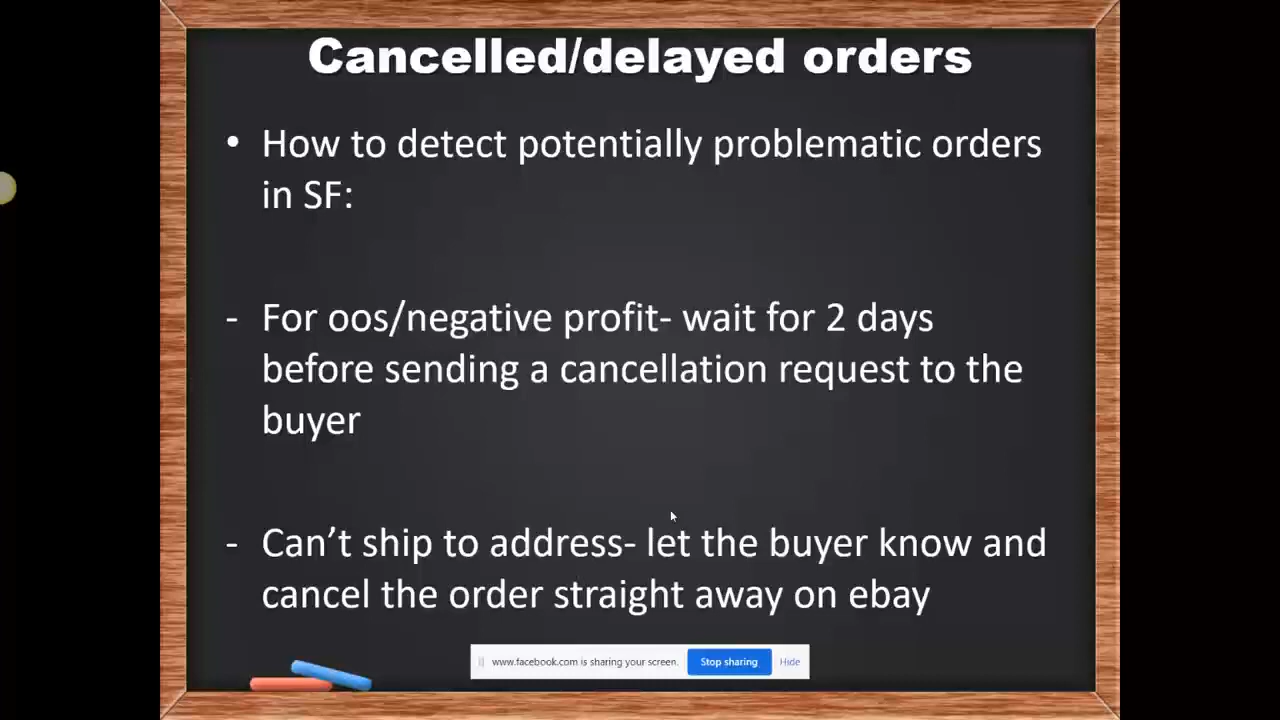 Cancelled/delayed orders
• How to detect potentially problematic orders
in SF:
- For oos/negative profit- wait for 2 days
before sending a cancellation request to the
buyer
- Can’t ship to address- let the buyer know and
cancel the order straight away on ebay
www.facebook.com is sharing your screen. Stop sharing Hide